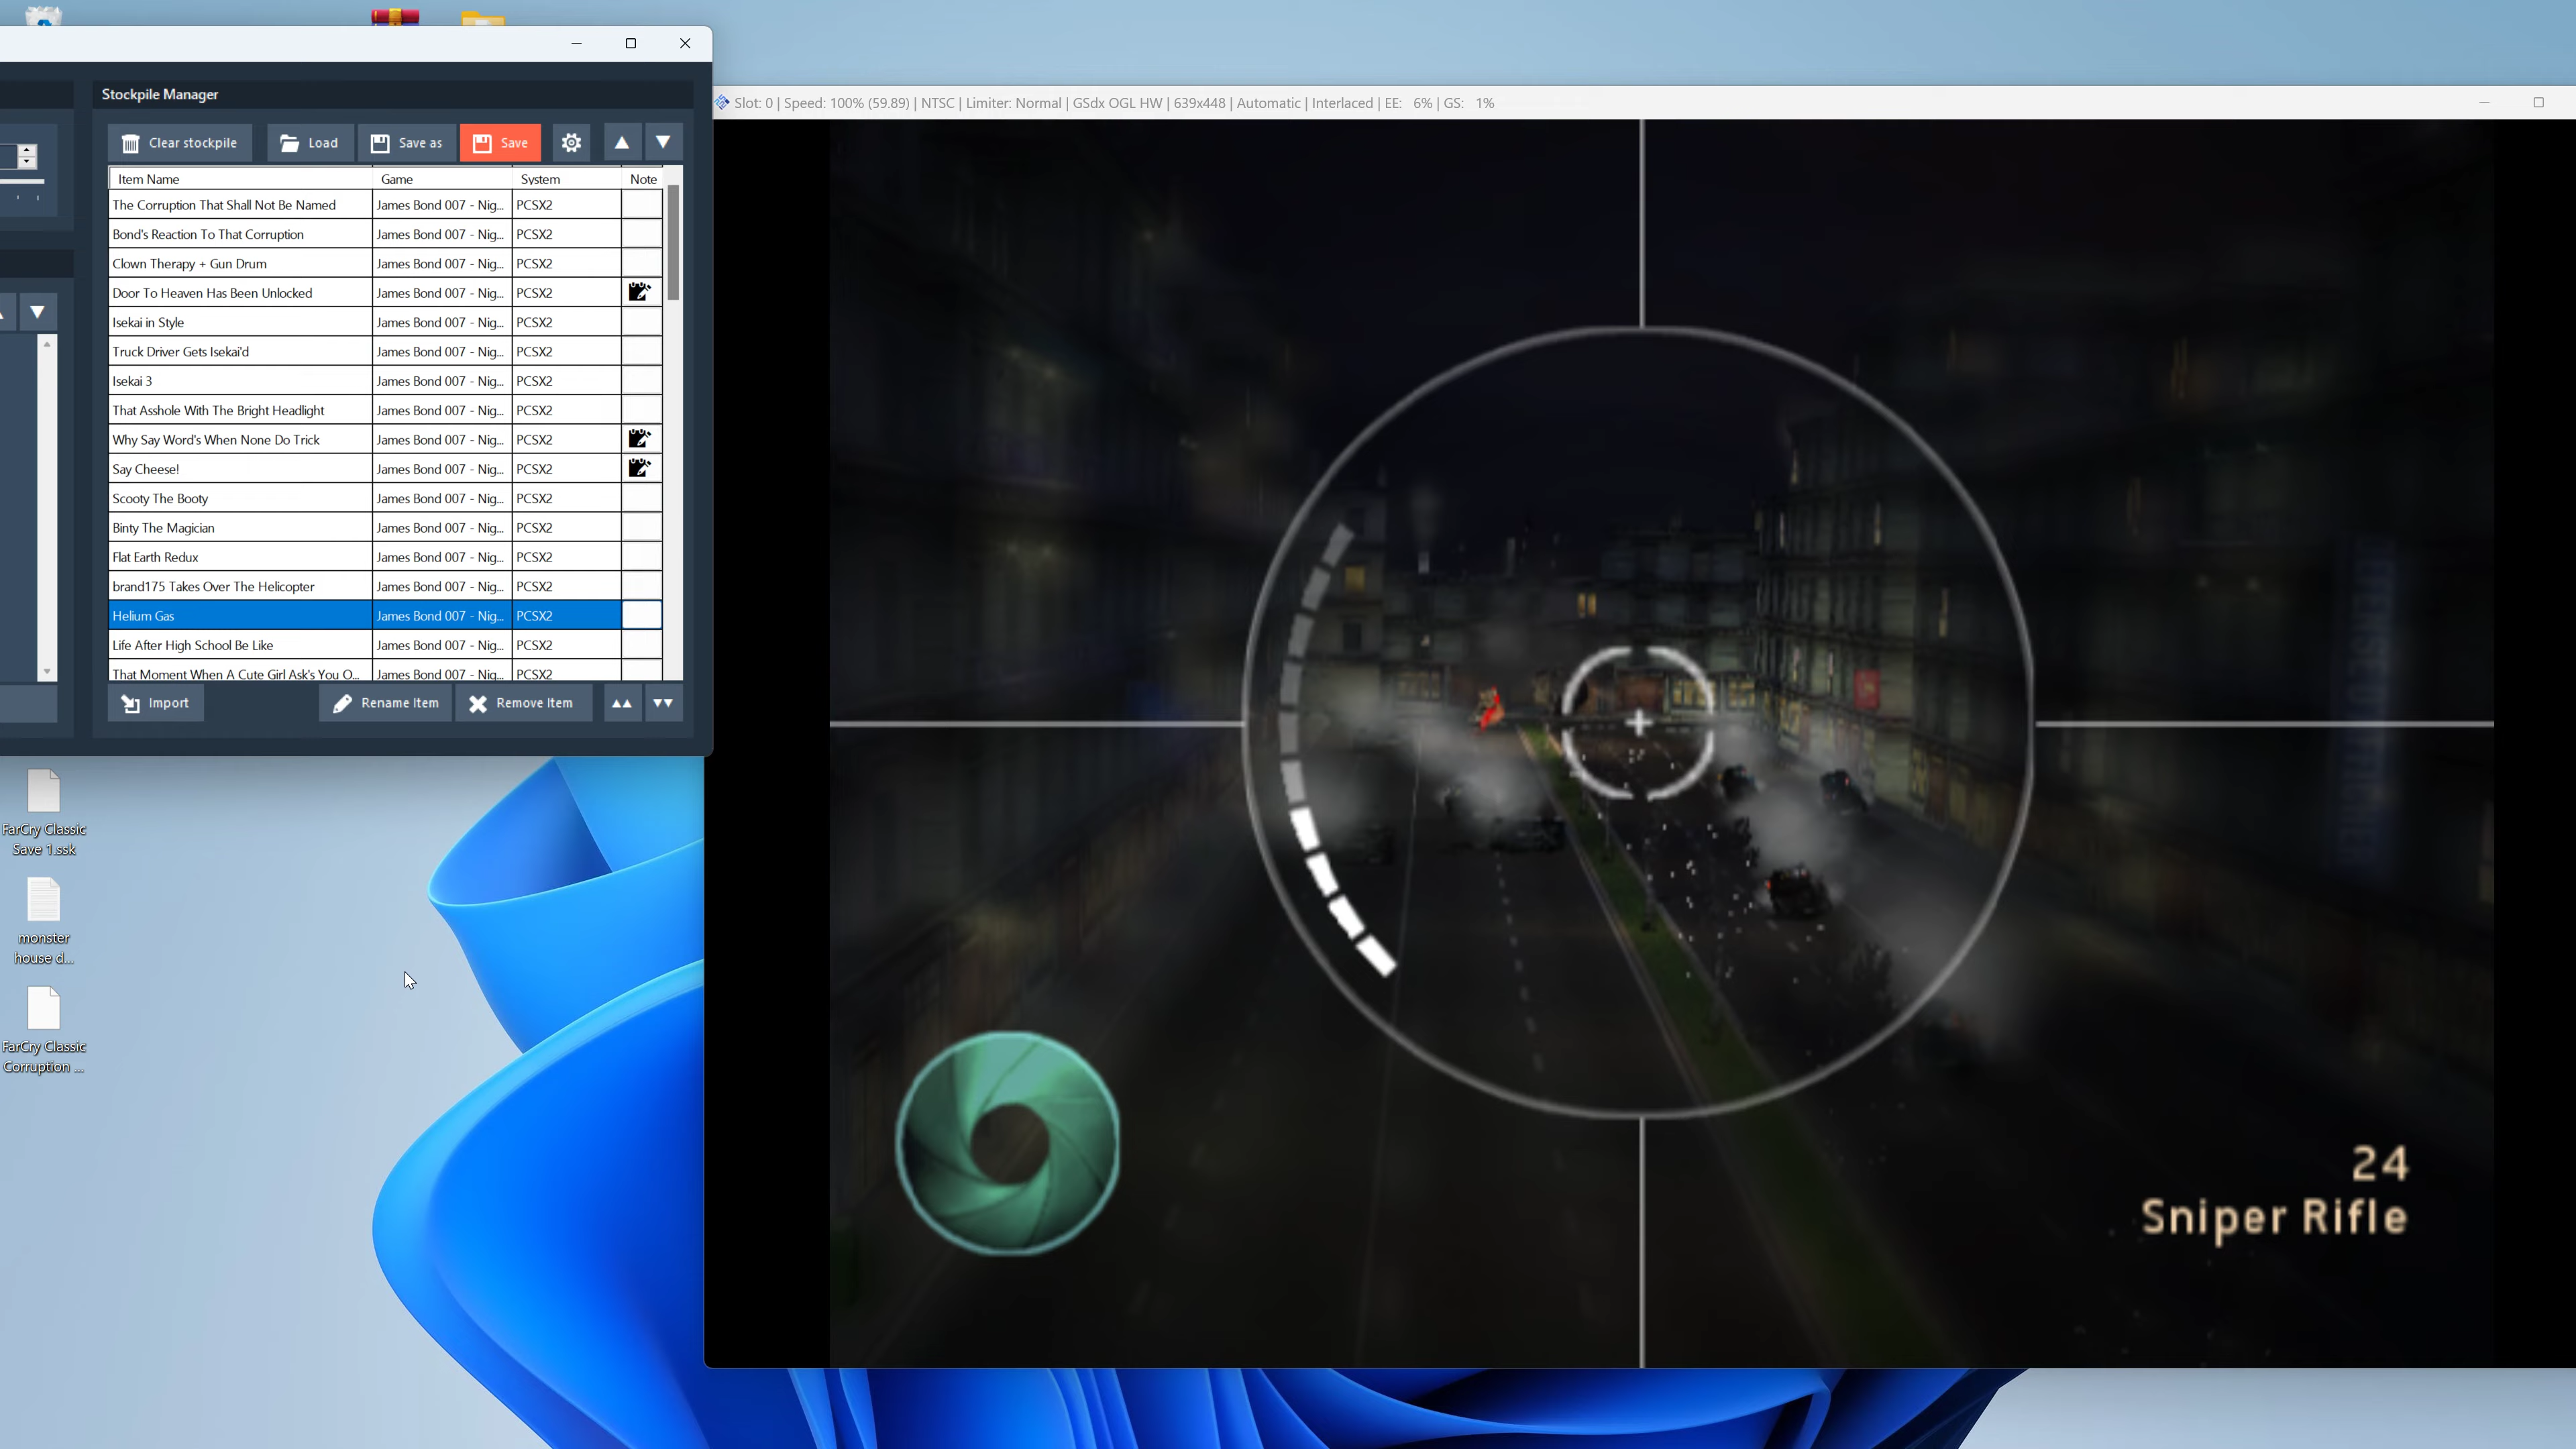 Stockpile Manager
Clear stockpile
Load
Save as
Save
Item Name Game System Note
The Corruption That Shall Not Be Named James Bond 007 - Nig... PCSX2
Bond's Reaction To That Corruption James Bond 007 - Nig... PCSX2
Clown Therapy + Gun Drum James Bond 007 - Nig... PCSX2
Door To Heaven Has Been Unlocked James Bond 007 - Nig... PCSX2
Isekai in Style James Bond 007 - Nig... PCSX2
Truck Driver Gets Isekai'd James Bond 007 - Nig... PCSX2
Isekai 3 James Bond 007 - Nig... PCSX2
That Asshole With The Bright Headlight James Bond 007 - Nig... PCSX2
Why Say Word's When None Do Trick James Bond 007 - Nig... PCSX2
Say Cheese! James Bond 007 - Nig... PCSX2
Scooty The Booty James Bond 007 - Nig... PCSX2
Binty The Magician James Bond 007 - Nig... PCSX2
Flat Earth Redux James Bond 007 - Nig... PCSX2
brand175 Takes Over The Helicopter James Bond 007 - Nig... PCSX2
Helium Gas James Bond 007 - Nig... PCSX2
Life After High School Be Like James Bond 007 - Nig... PCSX2
That Moment When A Cute Girl Ask's You O... James Bond 007 - Nig... PCSX2
Import
Rename Item
Remove Item
FarCry Classic
Save 1.ssk
monster
house d...
FarCry Classic
Corruption ...
Slot: 0 | Speed: 100% (59.89) | NTSC | Limiter: Normal | GSdx OGL HW | 639x448 | Automatic | Interlaced | EE: 6% | GS: 1%
24
Sniper Rifle